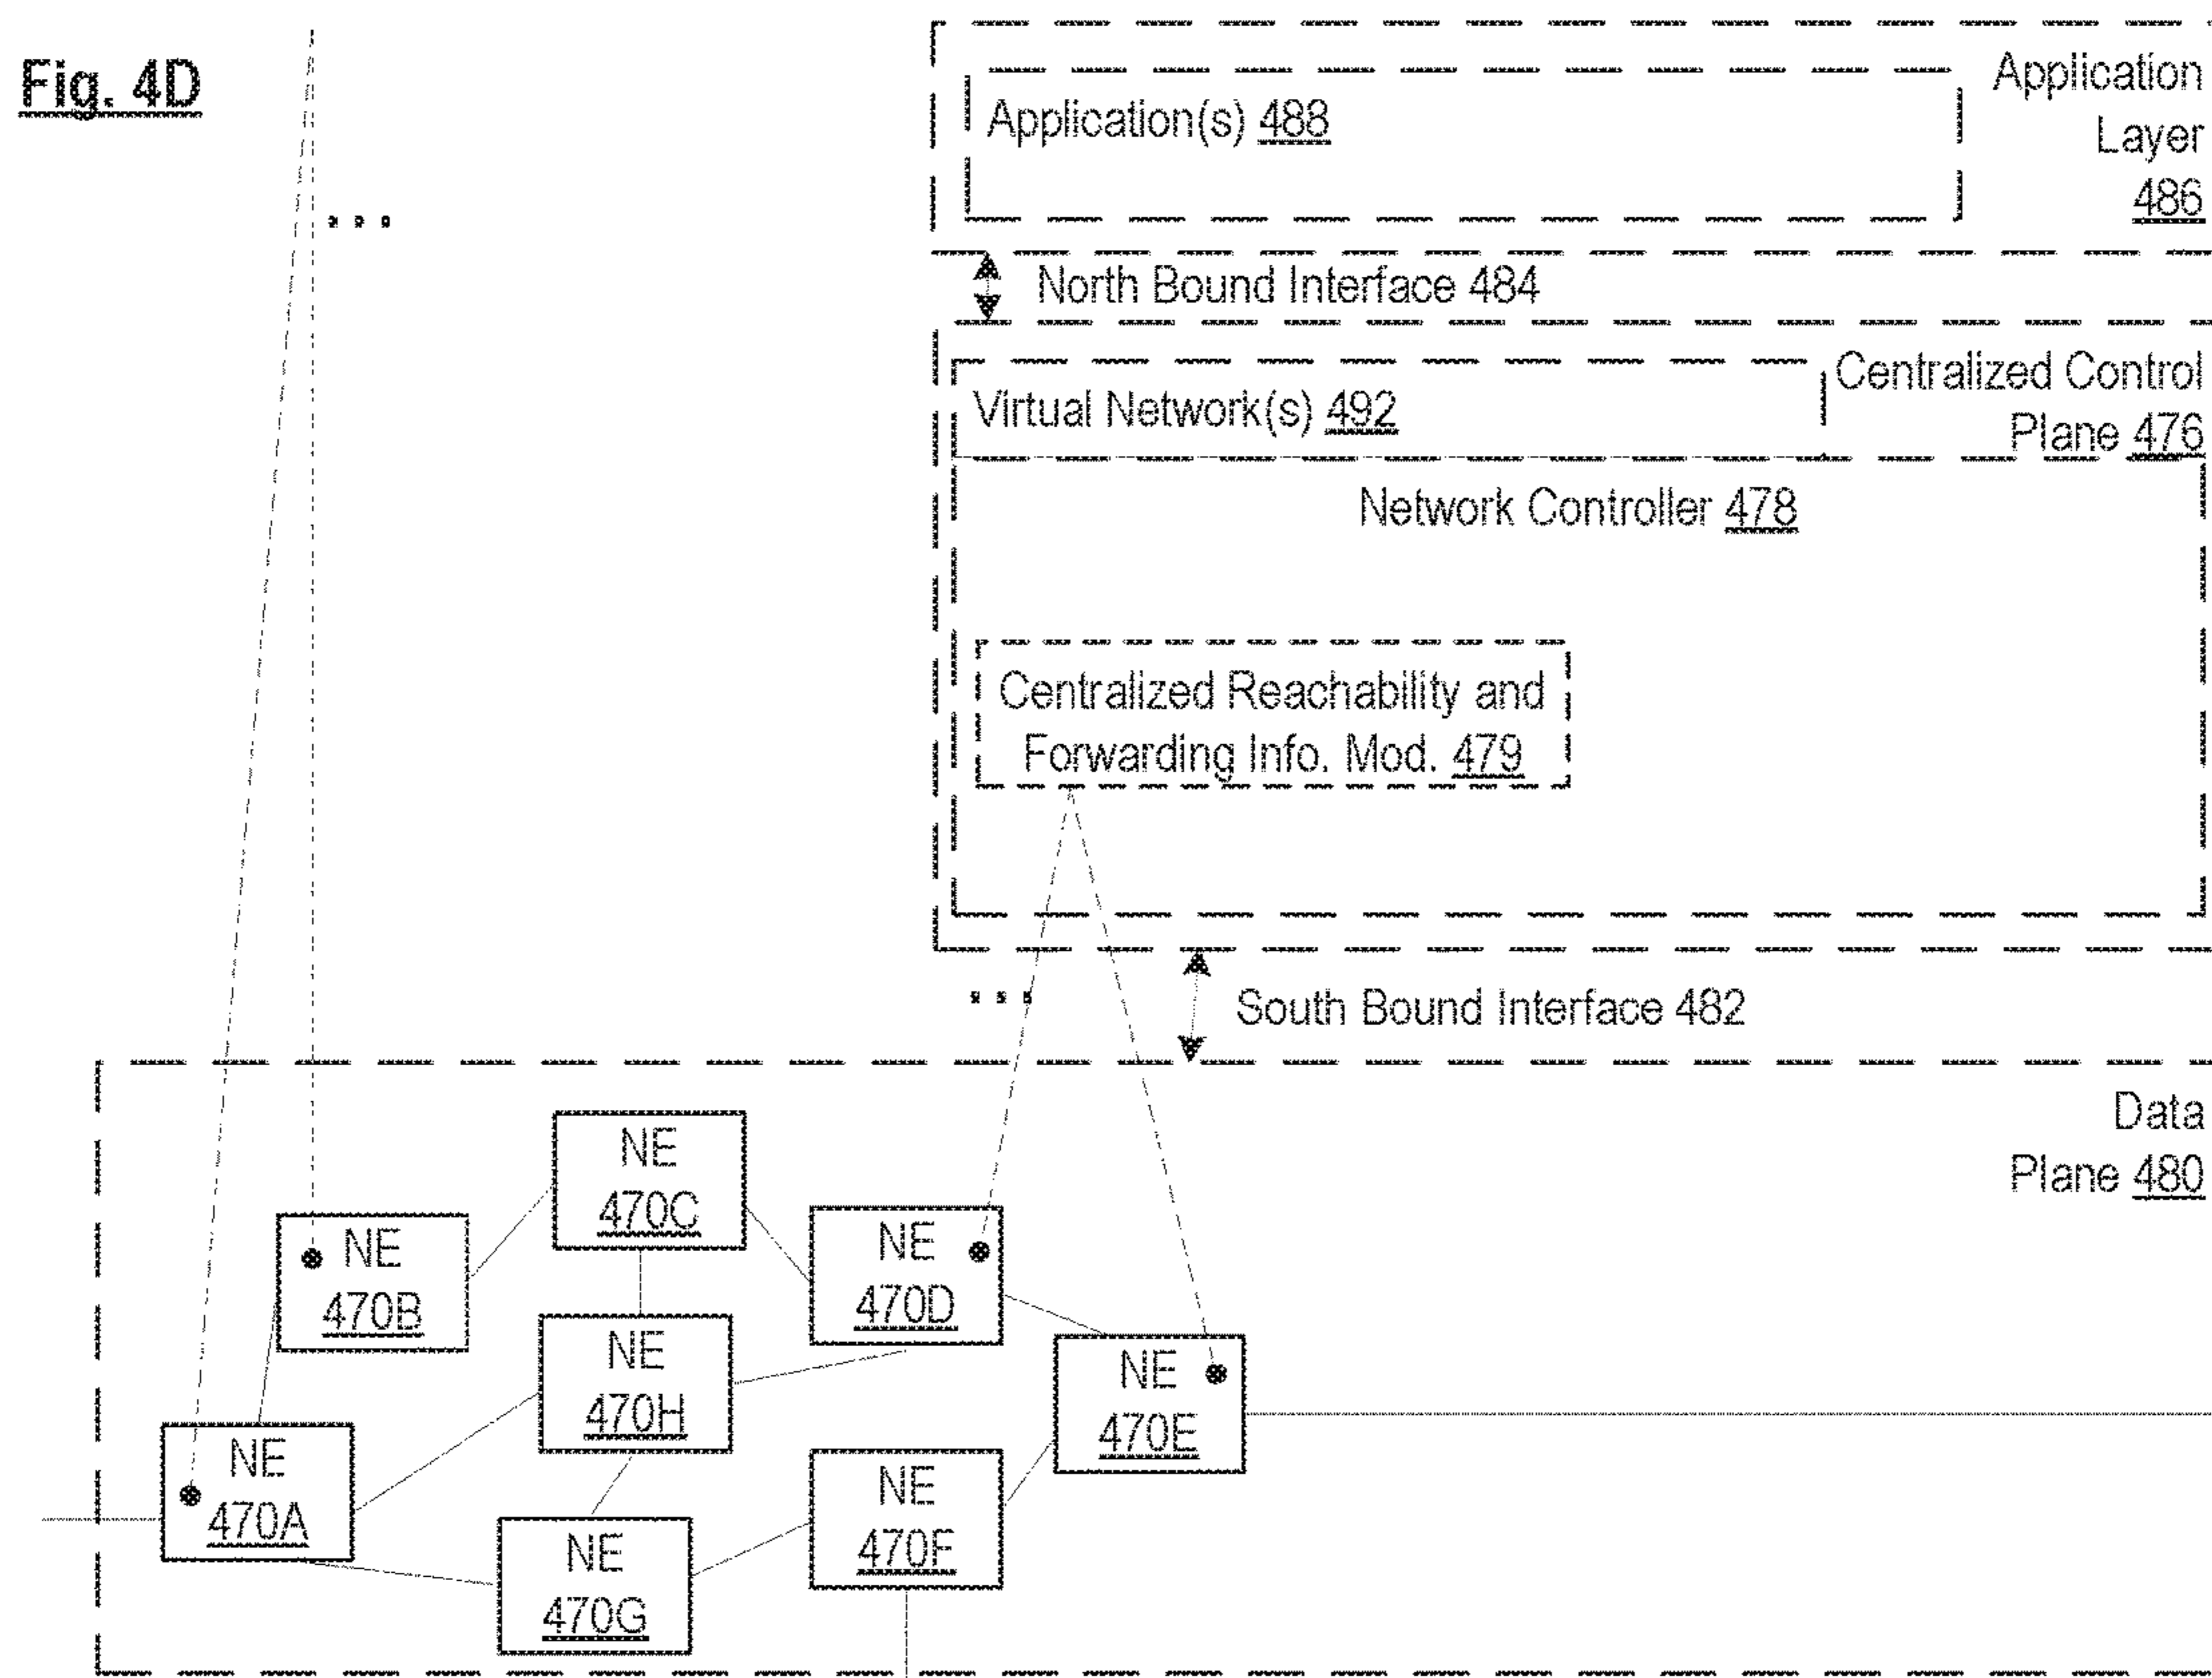 Fig. 4D
Application(s) 488
Application
Layer
486
...
North Bound Interface 484
Virtual Network(s) 492
Centralized Control
Plane 476
Network Controller 478
Centralized Reachability and
Forwarding Info. Mod. 479
...
South Bound Interface 482
Data
Plane 480
NE
470C
NE
470B
NE
470D
NE
470H
NE
470E
NE
470A
NE
470F
NE
470G